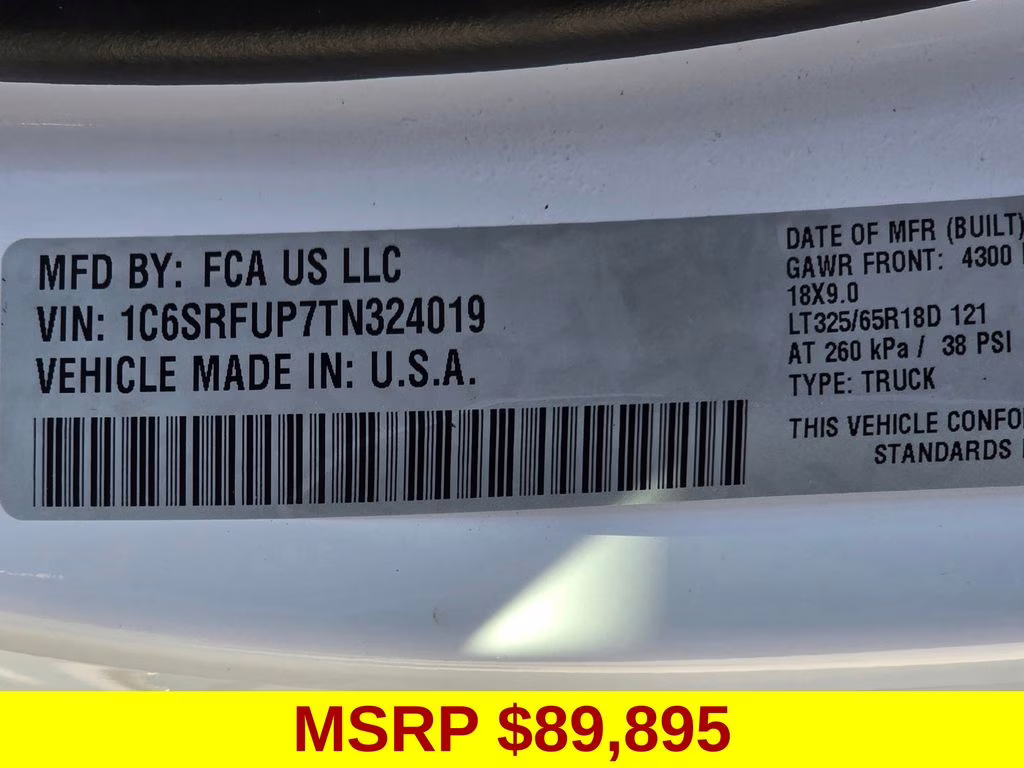 MFD BY: FCA US LLC
VIN: 1C6SRFUP7TN324019
VEHICLE MADE IN: U.S.A.
DATE OF MFR (BUILT)
GAWR FRONT: 4300
18X9.0
LT325/65R18D 121
AT 260 kPa / 38 PSI
TYPE: TRUCK
THIS VEHICLE CONFO
STANDARDS
MSRP $89,895